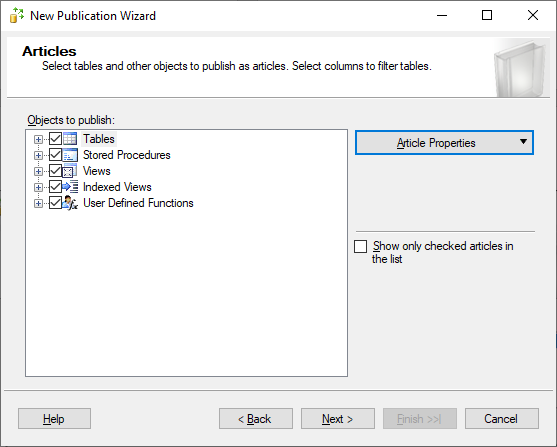 New Publication Wizard
Articles
Select tables and other objects to publish as articles. Select columns to filter tables.
Objects to publish:
Tables
Stored Procedures
Views
Indexed Views
User Defined Functions
Article Properties
Show only checked articles in
the list
Help
< Back
Next >
Finish >>|
Cancel